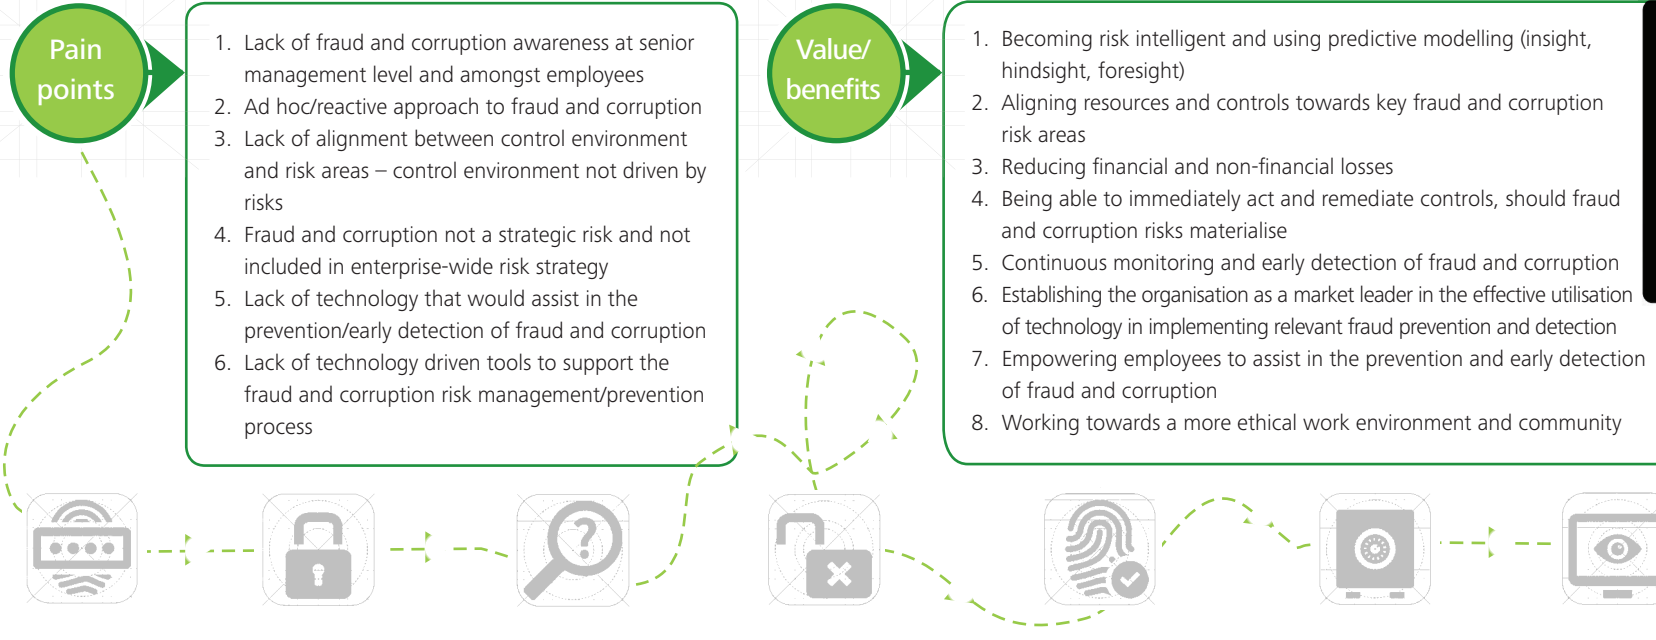 Pain
points
1. Lack of fraud and corruption awareness at senior
management level and amongst employees
2. Ad hoc/reactive approach to fraud and corruption
3. Lack of alignment between control environment
and risk areas – control environment not driven by
risks
4. Fraud and corruption not a strategic risk and not
included in enterprise-wide risk strategy
5. Lack of technology that would assist in the
prevention/early detection of fraud and corruption
6. Lack of technology driven tools to support the
fraud and corruption risk management/prevention
process
Value/
benefits
1. Becoming risk intelligent and using predictive modelling (insight,
hindsight, foresight)
2. Aligning resources and controls towards key fraud and corruption
risk areas
3. Reducing financial and non-financial losses
4. Being able to immediately act and remediate controls, should fraud
and corruption risks materialise
5. Continuous monitoring and early detection of fraud and corruption
6. Establishing the organisation as a market leader in the effective utilisation
of technology in implementing relevant fraud prevention and detection
7. Empowering employees to assist in the prevention and early detection
of fraud and corruption
8. Working towards a more ethical work environment and community
?